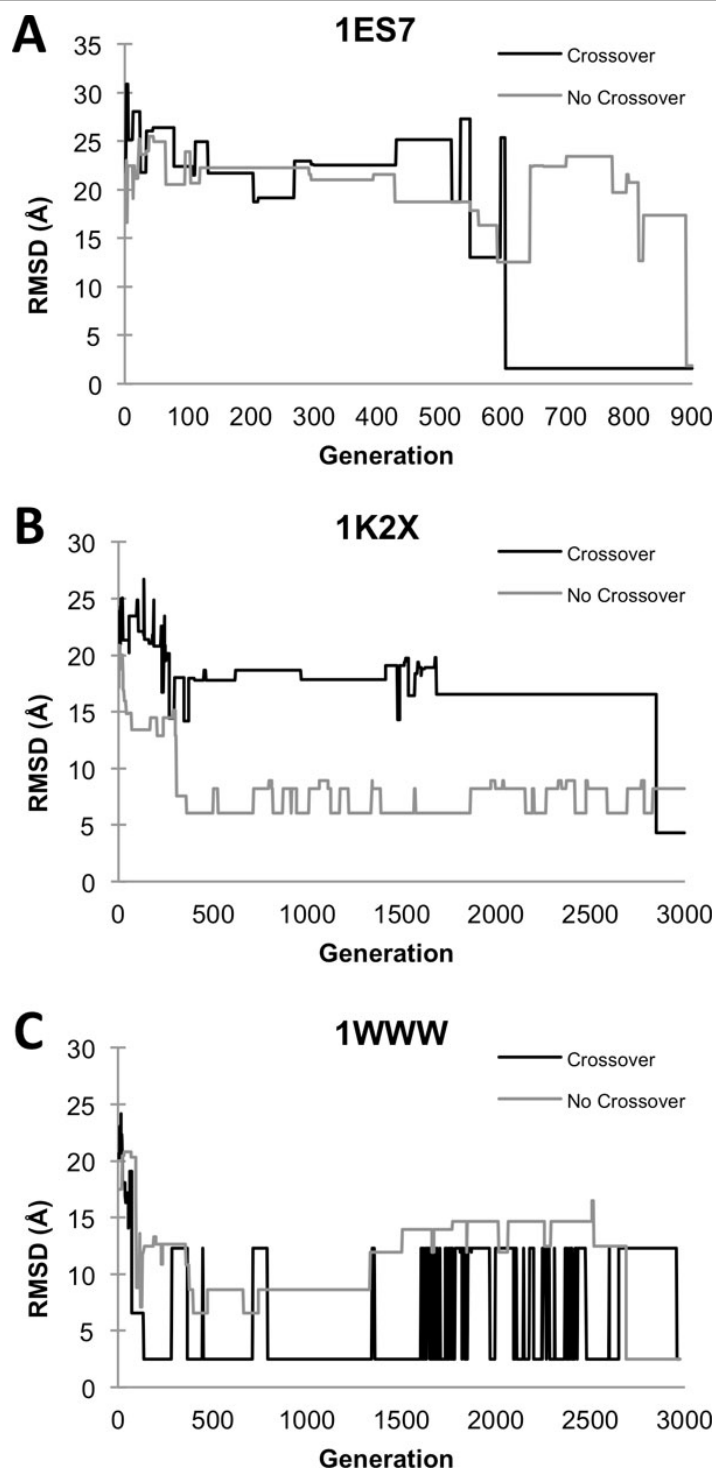 A
1ES7
Crossover
No Crossover
35
30
25
20
15
10
5
0
RMSD (Å)
0 100 200 300 400 500 600 700 800 900
Generation
B
1K2X
Crossover
No Crossover
30
25
20
15
10
5
0
RMSD (Å)
0 500 1000 1500 2000 2500 3000
Generation
C
1WWW
Crossover
No Crossover
30
25
20
15
10
5
0
RMSD (Å)
0 500 1000 1500 2000 2500 3000
Generation